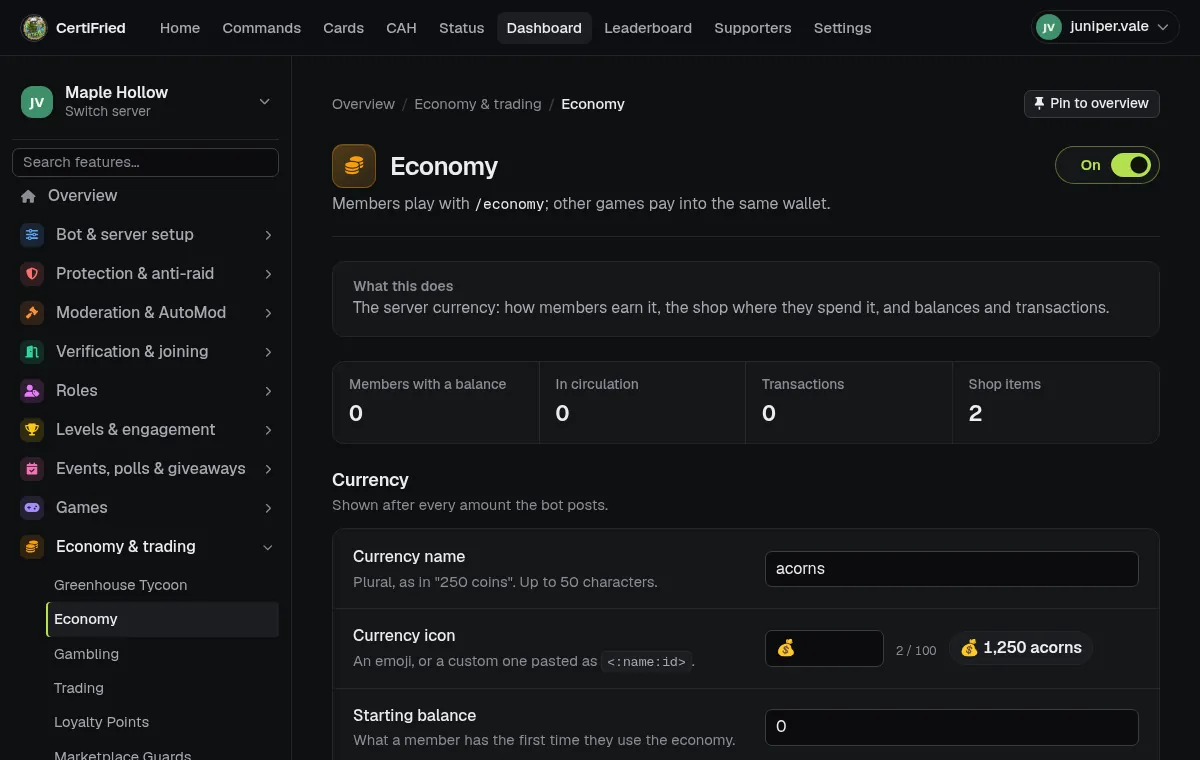 CertiFried Home Commands Cards CAH Status Dashboard Leaderboard Supporters Settings JV juniper.vale
JV Maple Hollow
Switch server
Search features...
Overview
Bot & server setup
Protection & anti-raid
Moderation & AutoMod
Verification & joining
Roles
Levels & engagement
Events, polls & giveaways
Games
Economy & trading
Greenhouse Tycoon
Economy
Gambling
Trading
Loyalty Points
Marketplace Guards
Overview / Economy & trading / Economy
Pin to overview
Economy
On
Members play with /economy; other games pay into the same wallet.
What this does
The server currency: how members earn it, the shop where they spend it, and balances and transactions.
Members with a balance
0
In circulation
0
Transactions
0
Shop items
2
Currency
Shown after every amount the bot posts.
Currency name
Plural, as in "250 coins". Up to 50 characters.
acorns
Currency icon
An emoji, or a custom one pasted as <:name:id>.
💰 2 / 100 💰 1,250 acorns
Starting balance
What a member has the first time they use the economy.
0